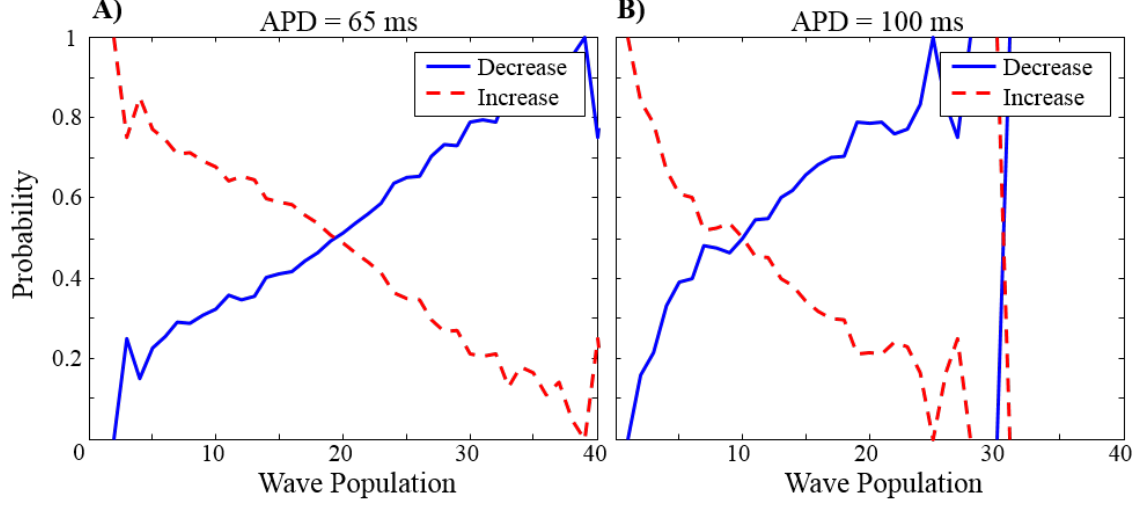 A)
APD = 65 ms
B)
APD = 100 ms
1
0.8
0.6
0.4
0.2
Probability
Decrease
Increase
Decrease
Increase
0
10
20
30
40
10
20
30
40
Wave Population
Wave Population